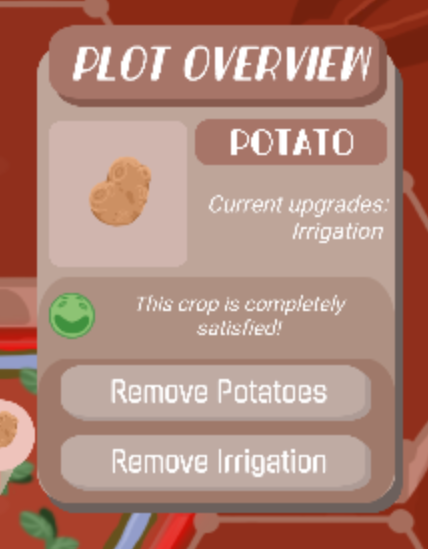 PLOT OVERVIEW
POTATO
Current upgrades:
Irrigation
This crop is completely
satisfied!
Remove Potatoes
Remove Irrigation